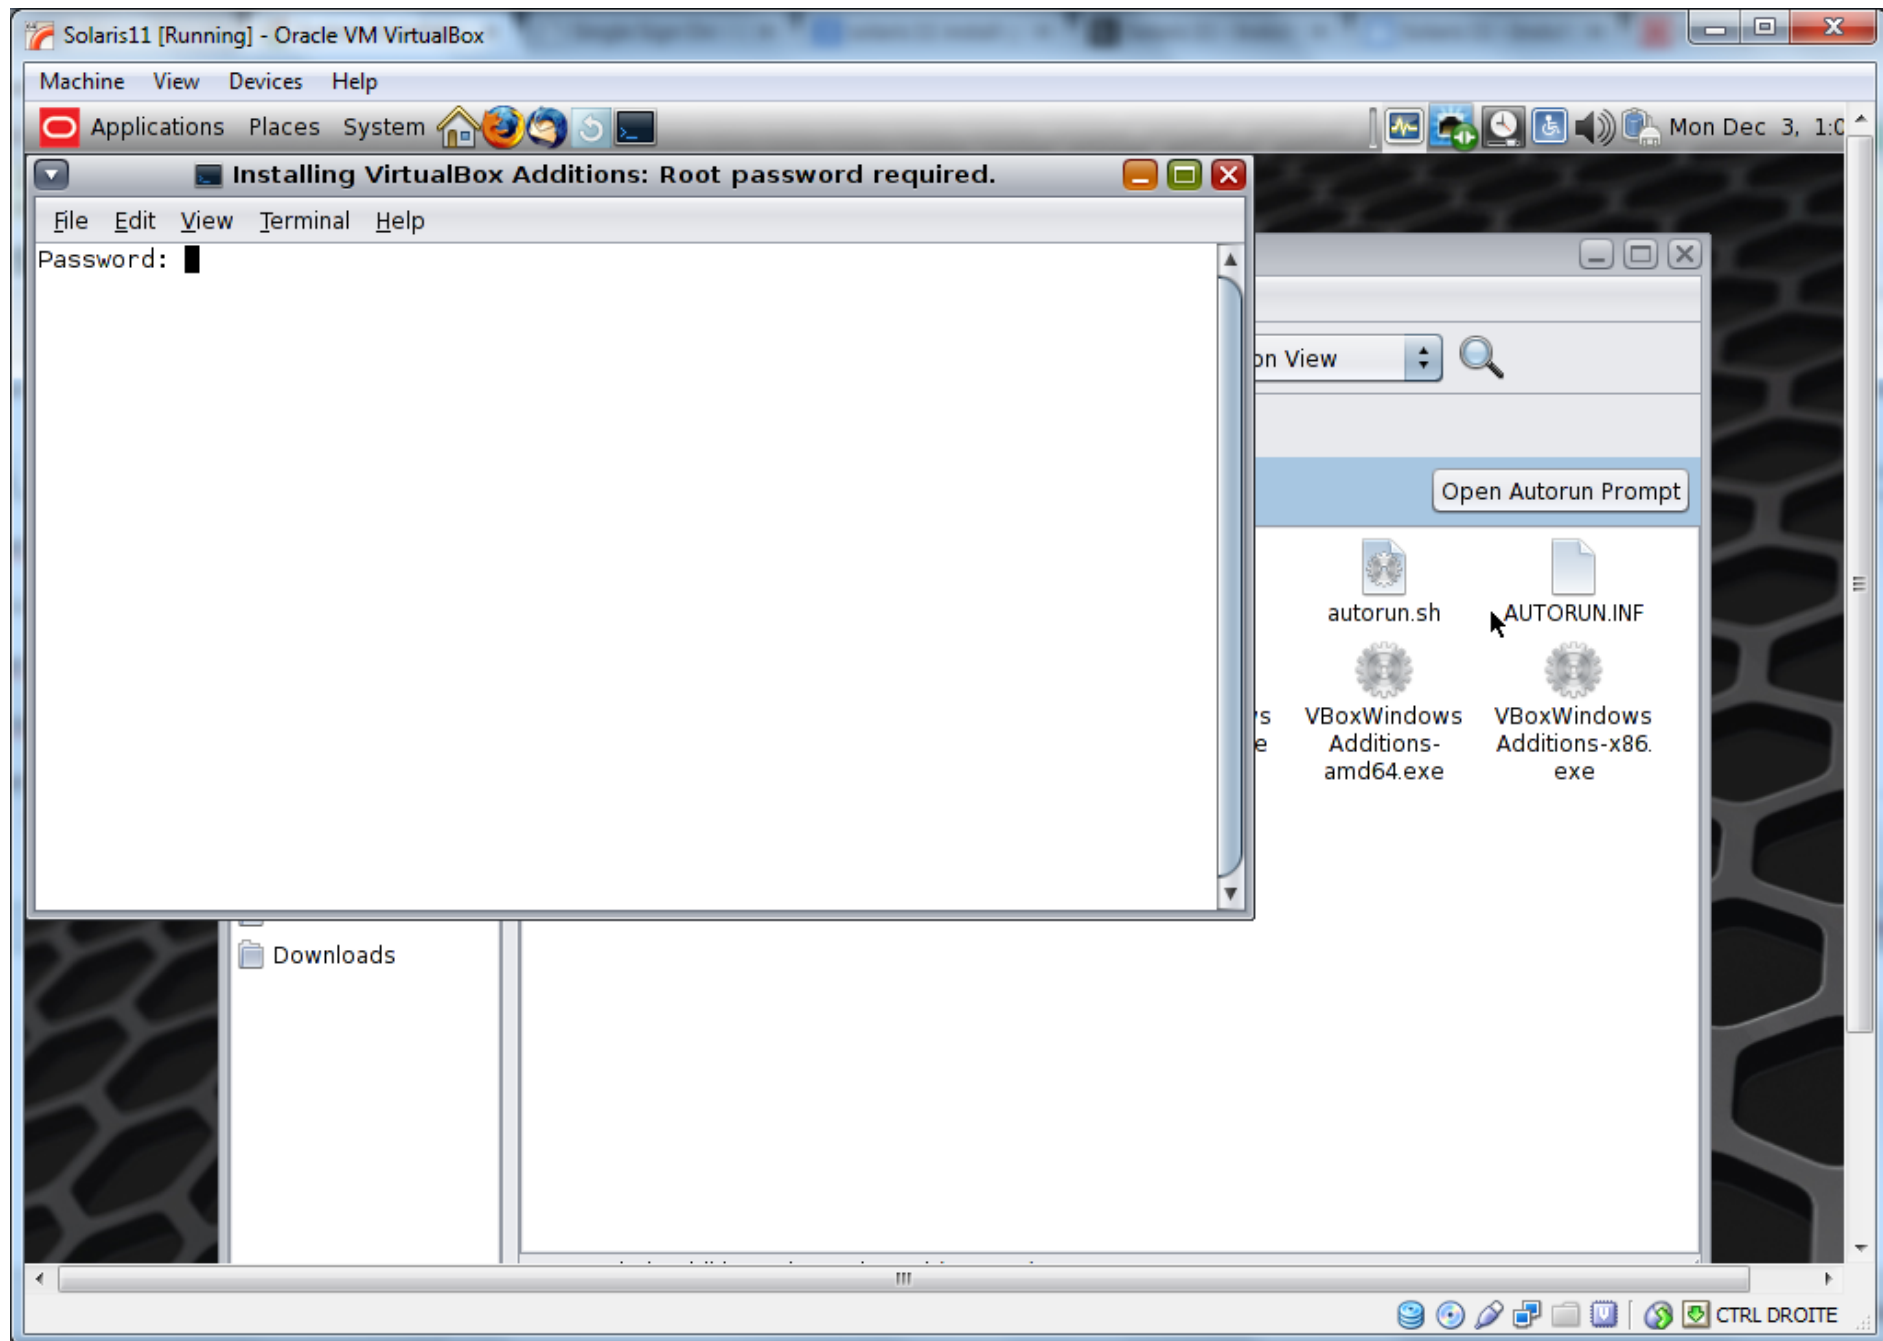 Solaris11 [Running] - Oracle VM VirtualBox
Machine View Devices Help
Applications Places System
Mon Dec 3, 1:0
Installing VirtualBox Additions: Root password required.
File Edit View Terminal Help
Password:
on View
Open Autorun Prompt
autorun.sh
AUTORUN.INF
VBoxWindows
Additions-
amd64.exe
VBoxWindows
Additions-x86.
exe
Downloads
CTRL DROITE